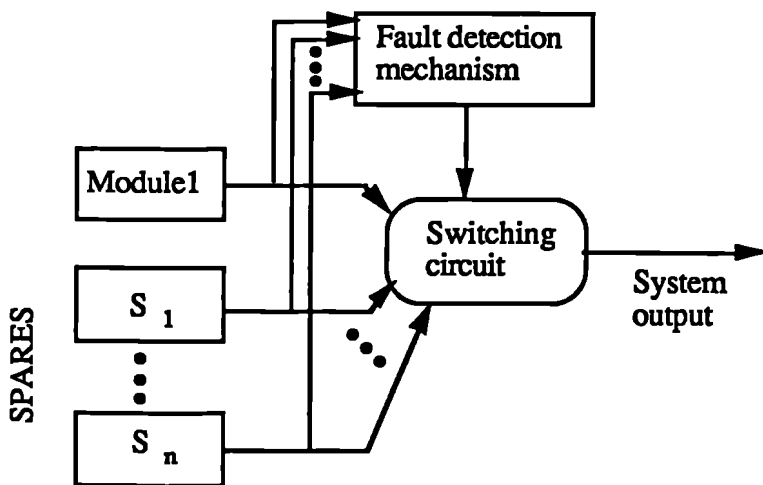 Fault detection
mechanism
Module1
Switching
circuit
System
output
SPARES
S 1
S n